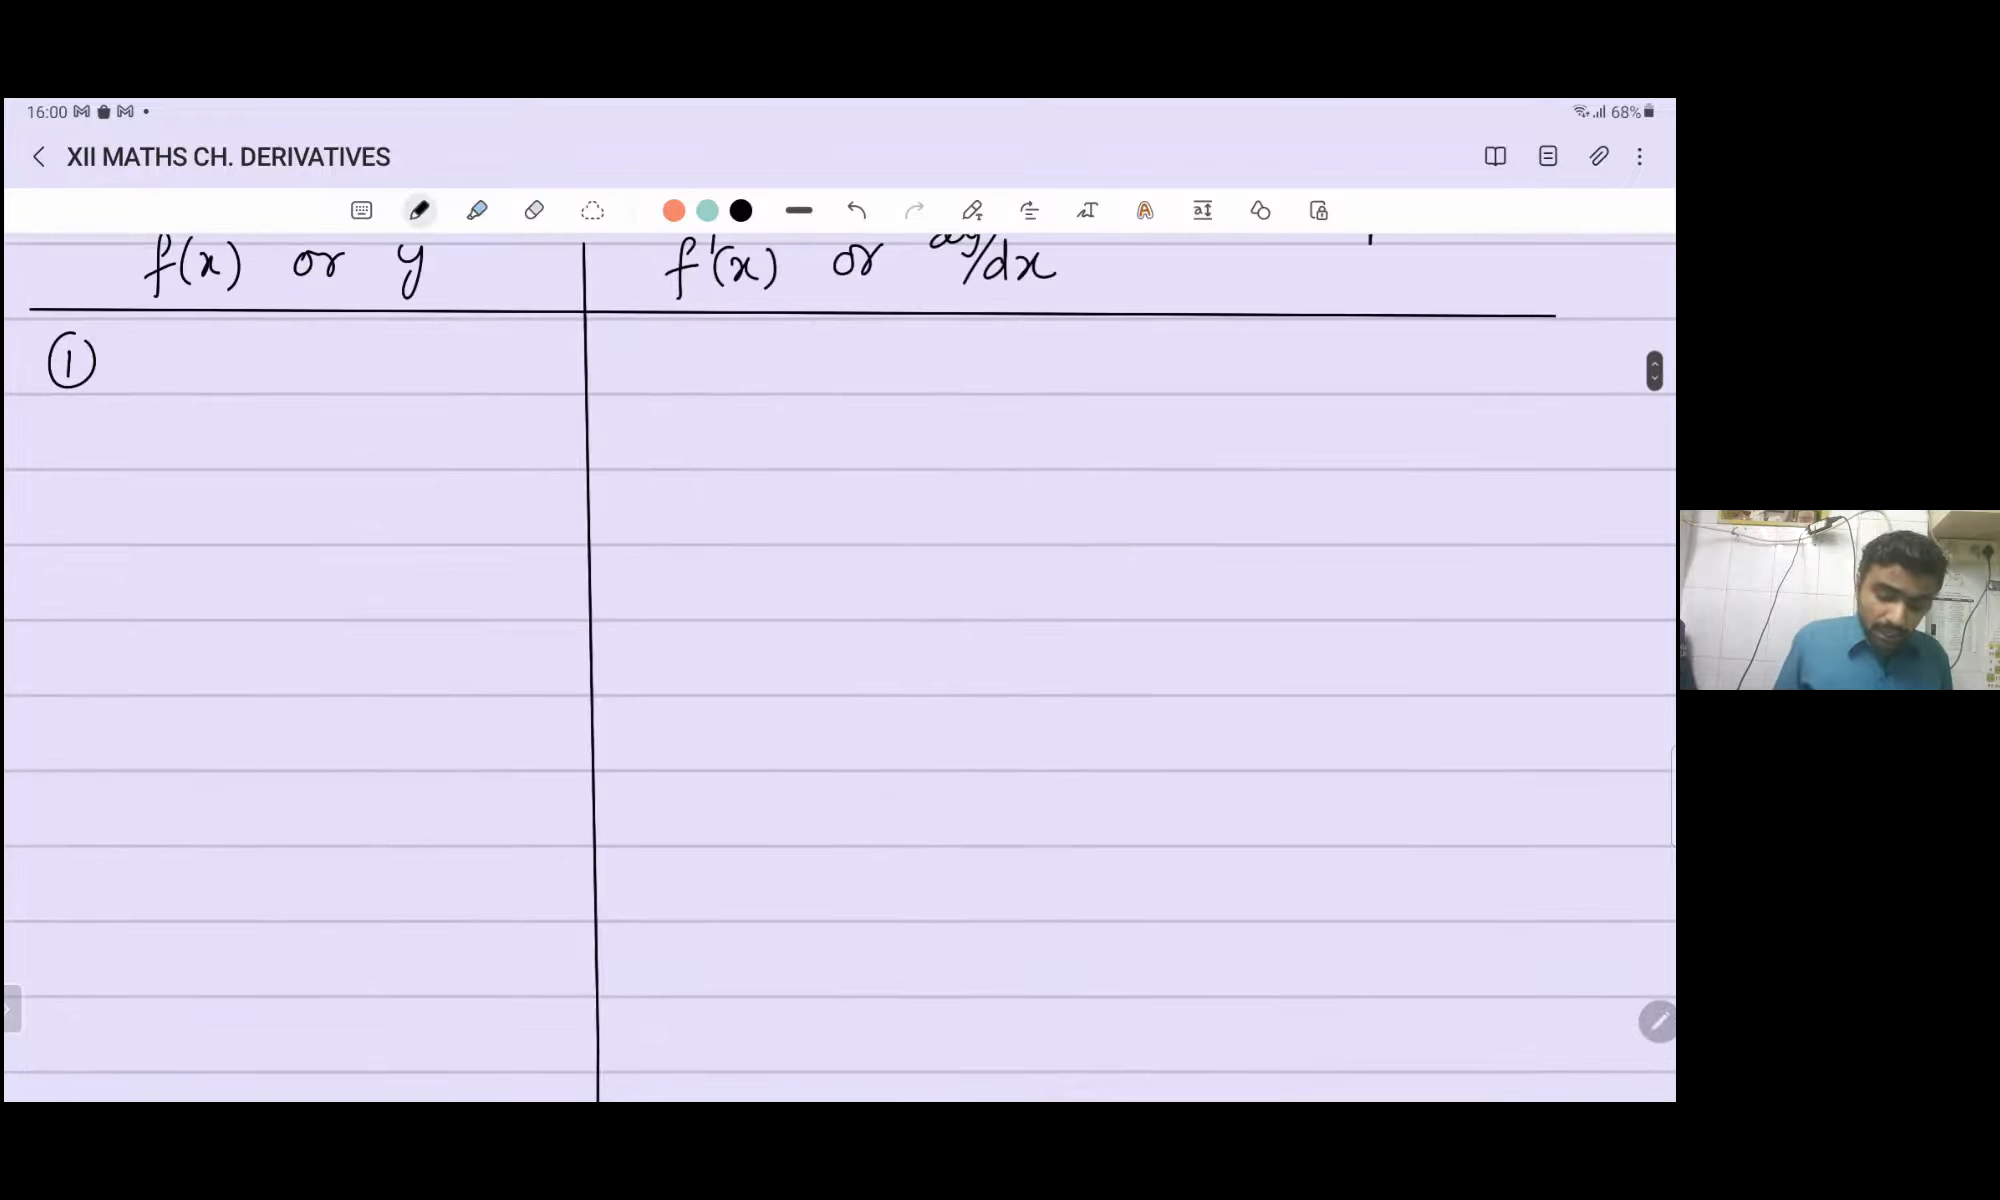 16:00
68%
XII MATHS CH. DERIVATIVES
f(x) or y f'(x) or dy/dx
①